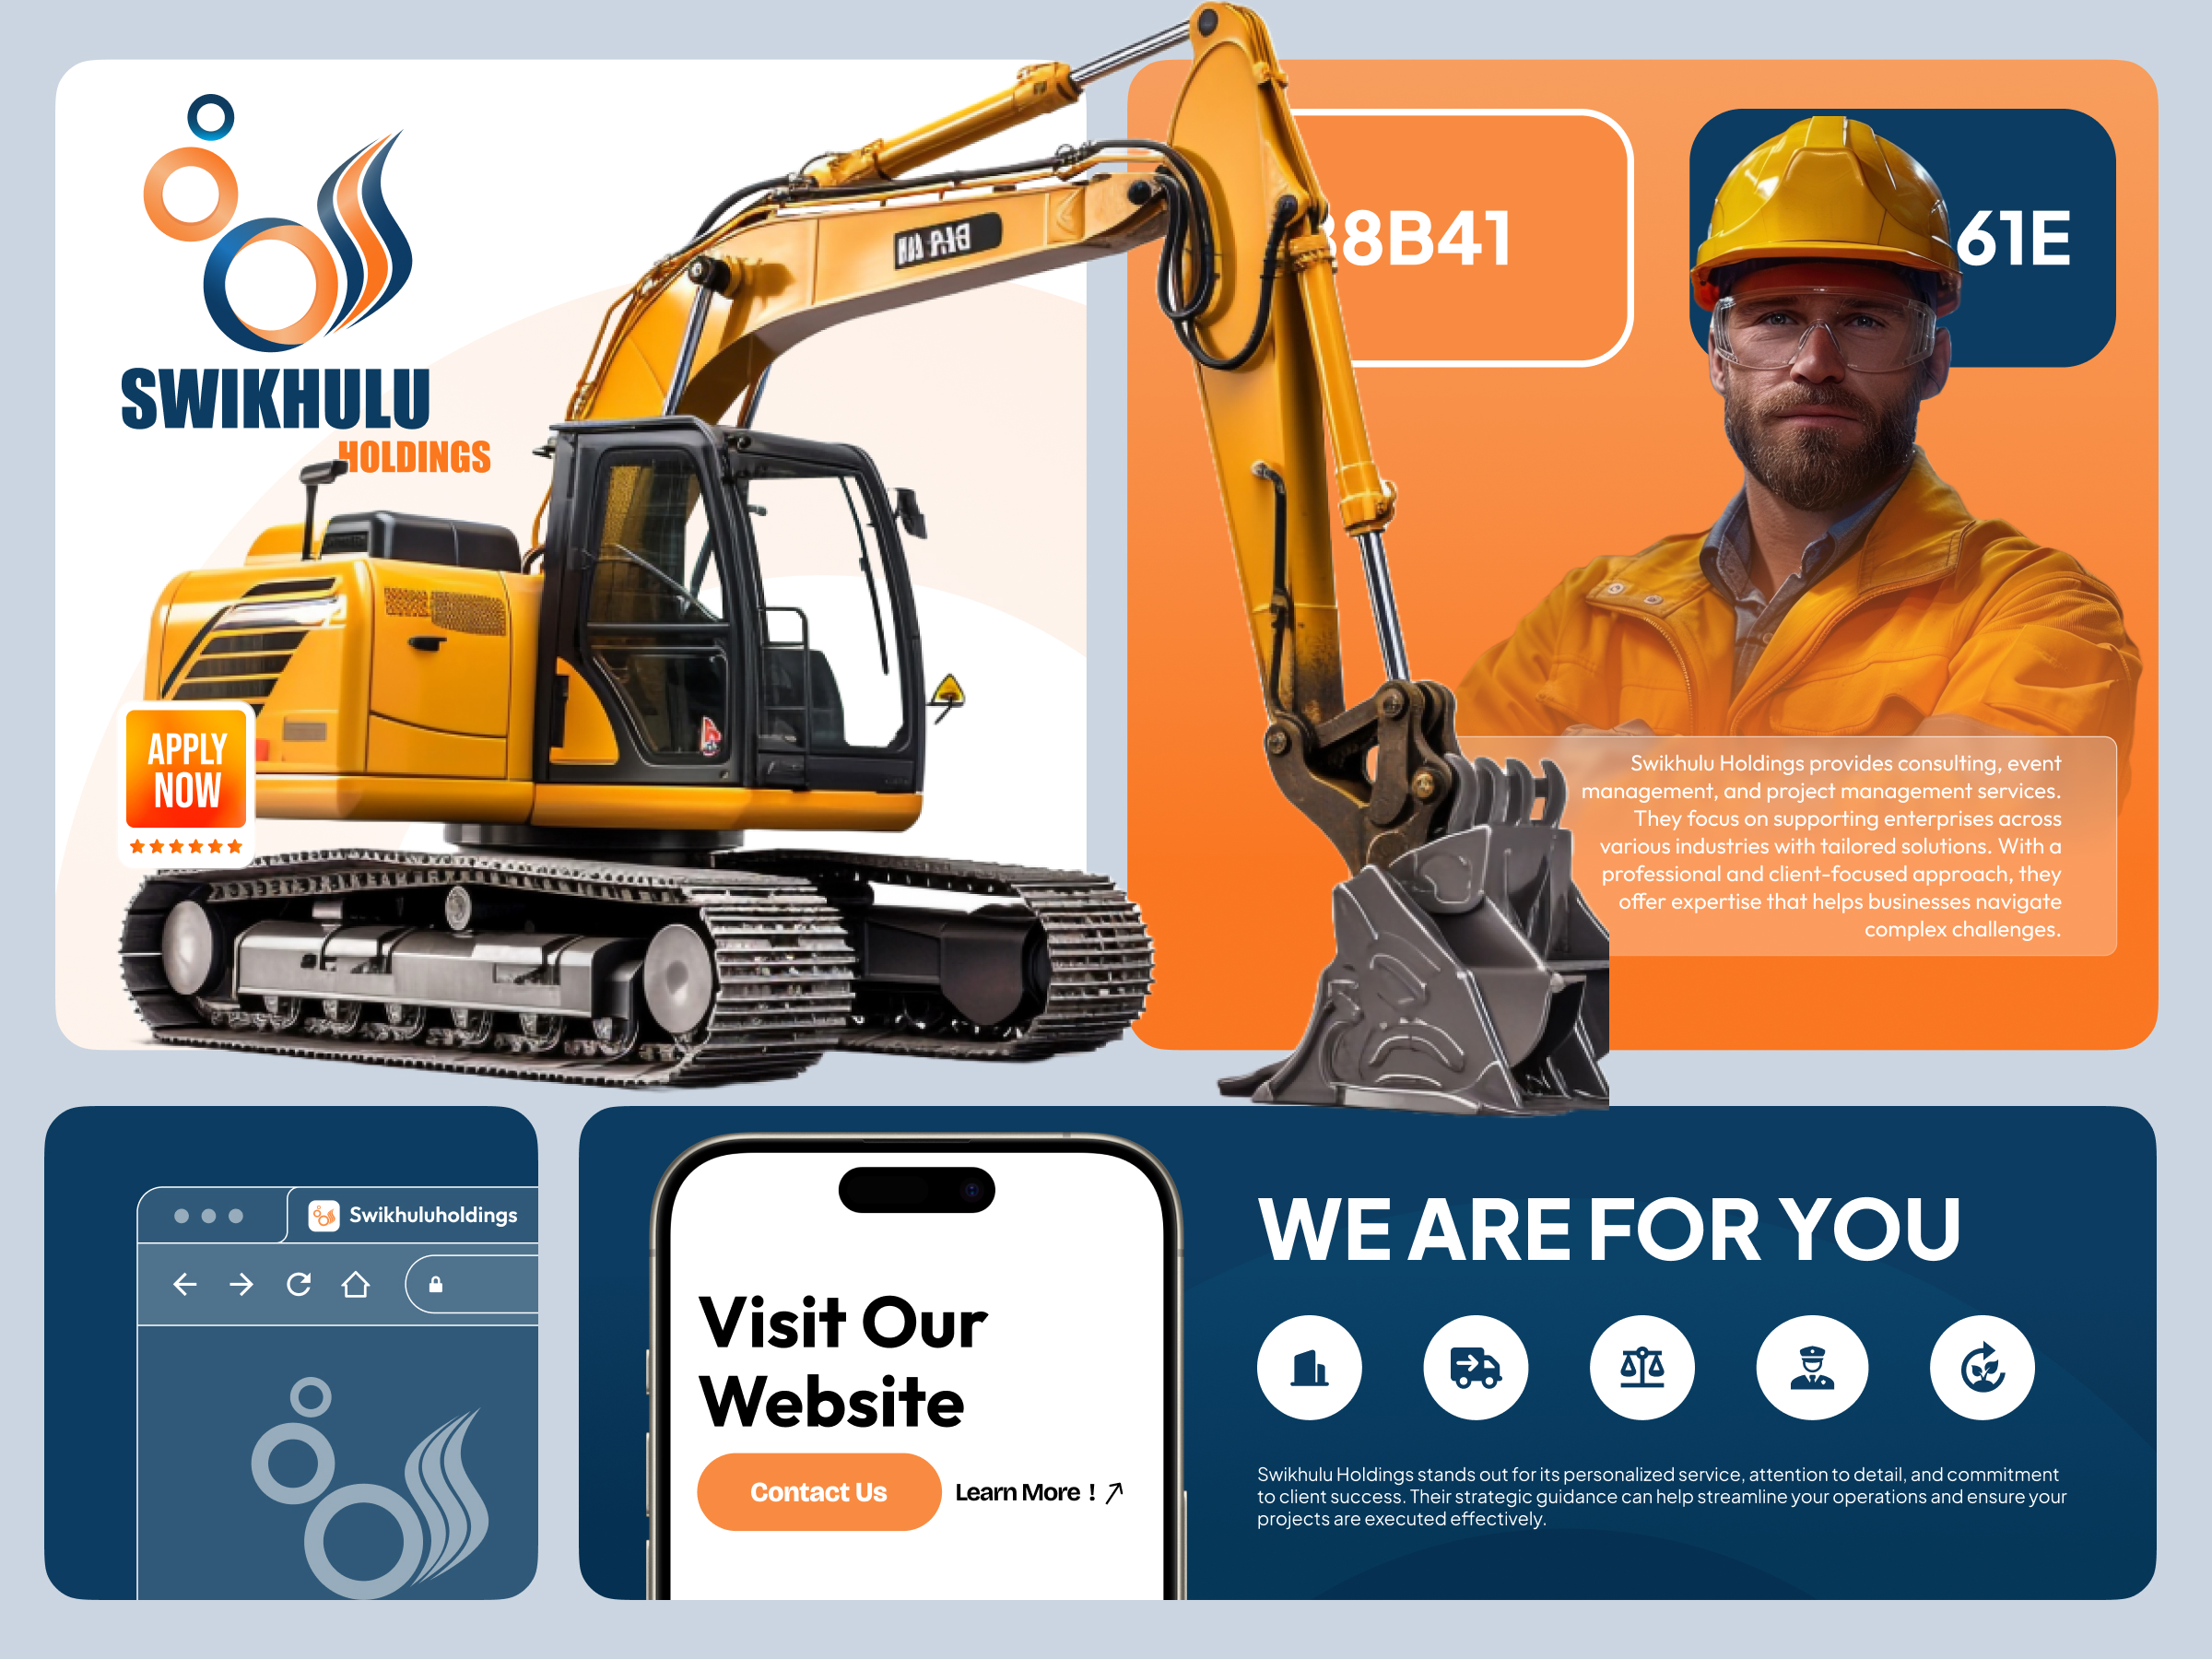 SWIKHULU
HOLDINGS
8B41
61E
APPLY
NOW
Swikhulu Holdings provides consulting, event
management, and project management services.
They focus on supporting enterprises across
various industries with tailored solutions. With a
professional and client-focused approach, they
offer expertise that helps businesses navigate
complex challenges.
Swikhuluholdings
Visit Our
Website
Contact Us
Learn More !
WE ARE FOR YOU
Swikhulu Holdings stands out for its personalized service, attention to detail, and commitment
to client success. Their strategic guidance can help streamline your operations and ensure your
projects are executed effectively.